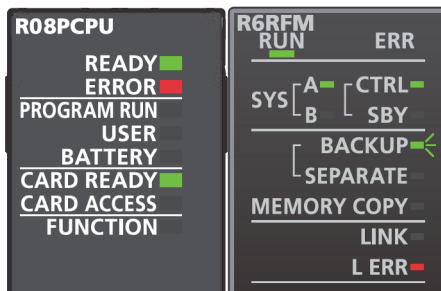 R08PCPU
READY
ERROR
PROGRAM RUN
USER
BATTERY
CARD READY
CARD ACCESS
FUNCTION
R6RFM
RUN ERR
SYS A CTRL
B SBY
BACKUP
SEPARATE
MEMORY COPY
LINK
L ERR